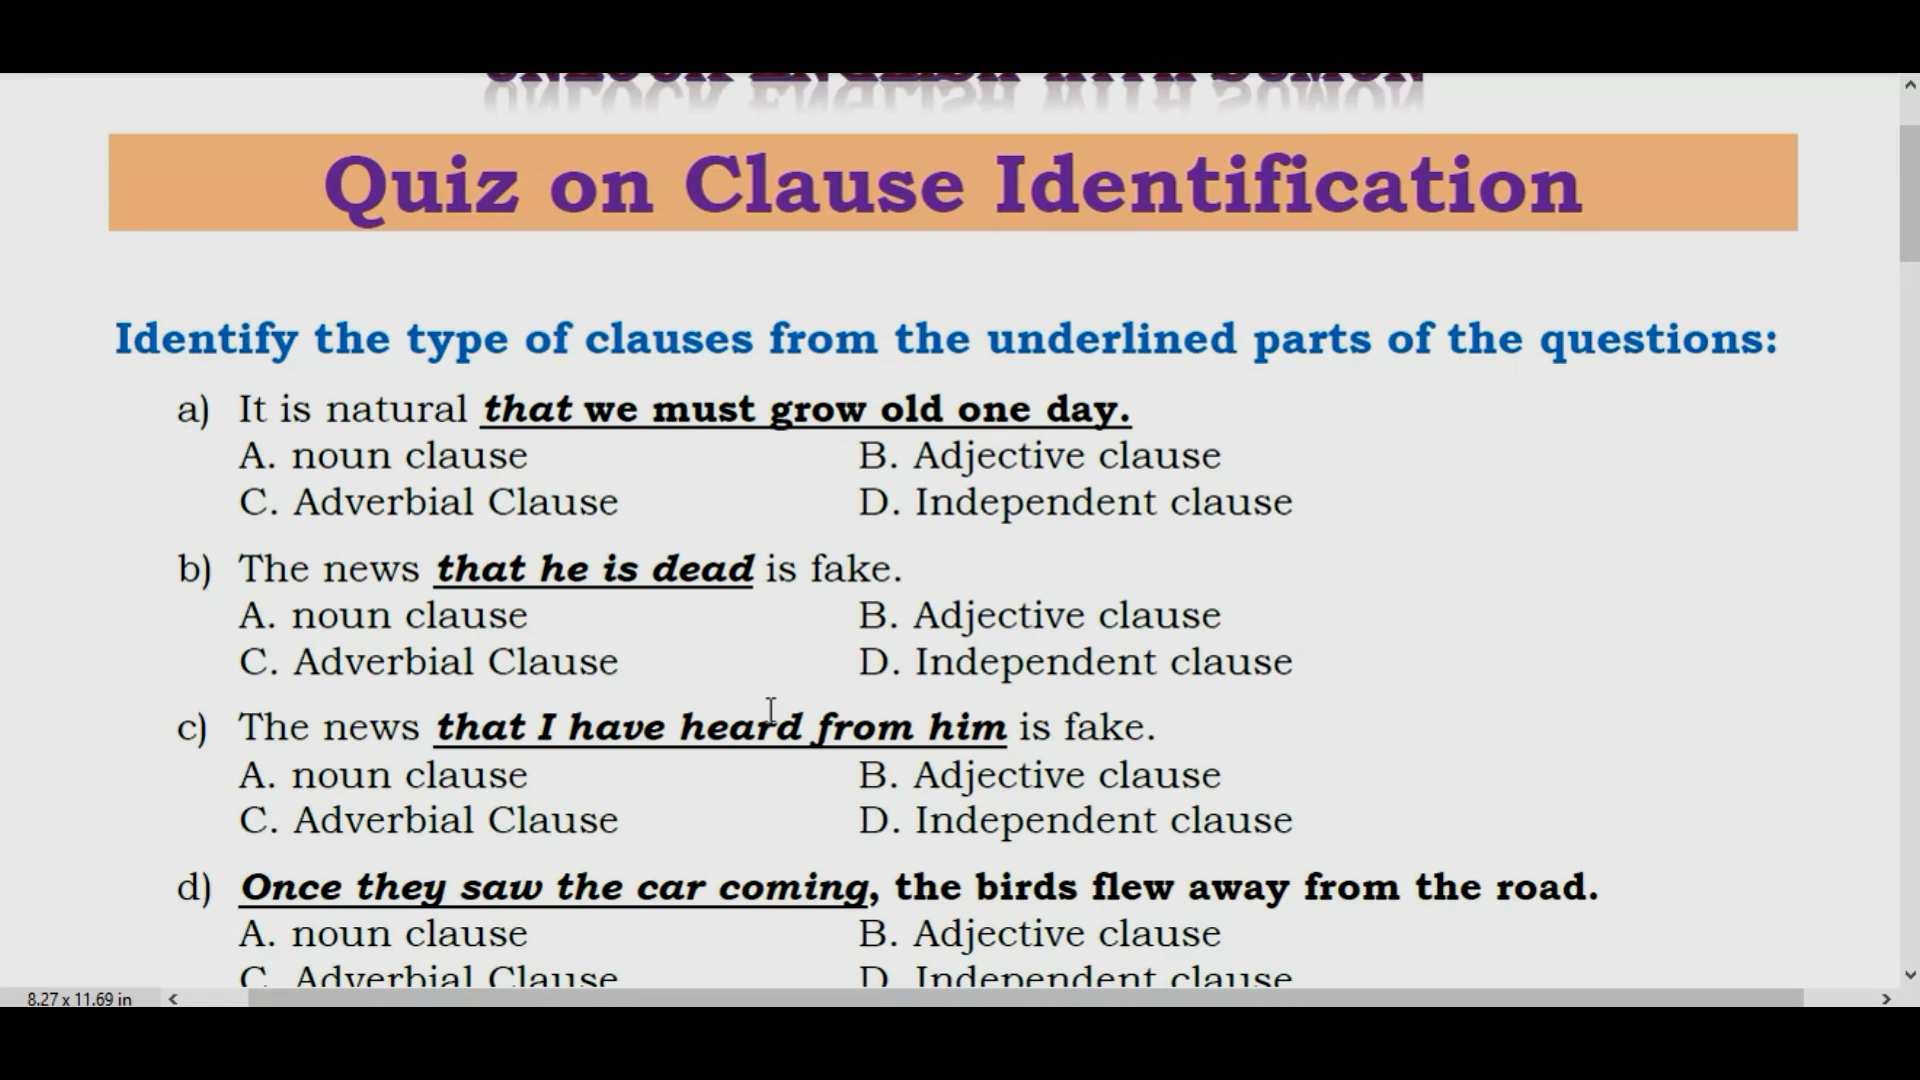 Quiz on Clause Identification
Identify the type of clauses from the underlined parts of the questions:
a) It is natural that we must grow old one day.
A. noun clause B. Adjective clause
C. Adverbial Clause D. Independent clause
b) The news that he is dead is fake.
A. noun clause B. Adjective clause
C. Adverbial Clause D. Independent clause
c) The news that I have heard from him is fake.
A. noun clause B. Adjective clause
C. Adverbial Clause D. Independent clause
d) Once they saw the car coming, the birds flew away from the road.
A. noun clause B. Adjective clause
C. Adverbial Clause D. Independent clause
8.27 x 11.69 in